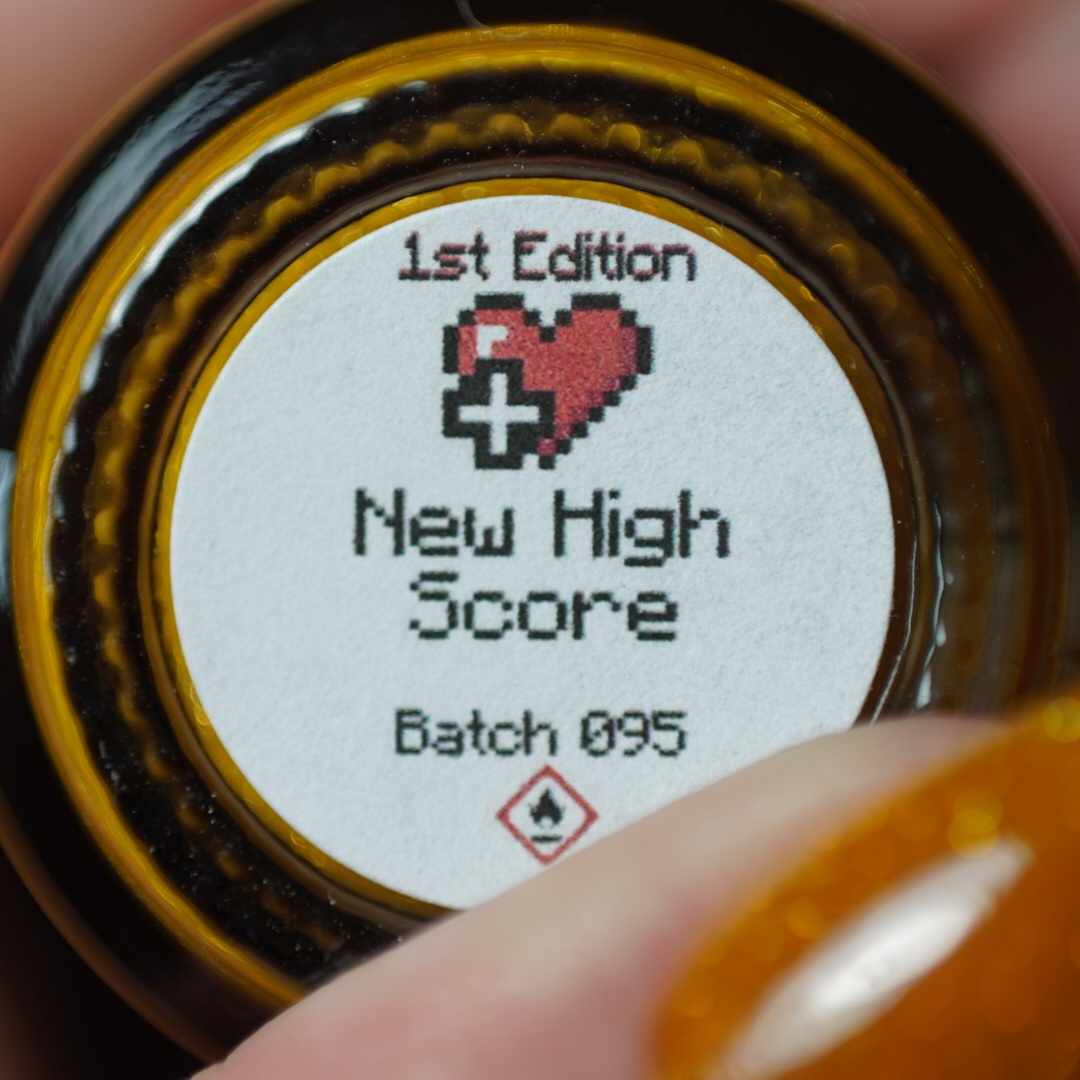 1st Edition
New High
Score
Batch 095